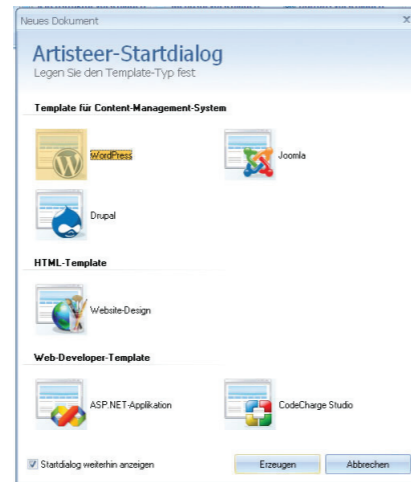 Neues Dokument
Artisteer-Startdialog
Legen Sie den Template-Typ fest
Template für Content-Management-System
WordPress
Joomla
Drupal
HTML-Template
Website-Design
Web-Developer-Template
ASP.NET-Applikation
CodeCharge Studio
Startdialog weiterhin anzeigen
Erzeugen
Abbrechen